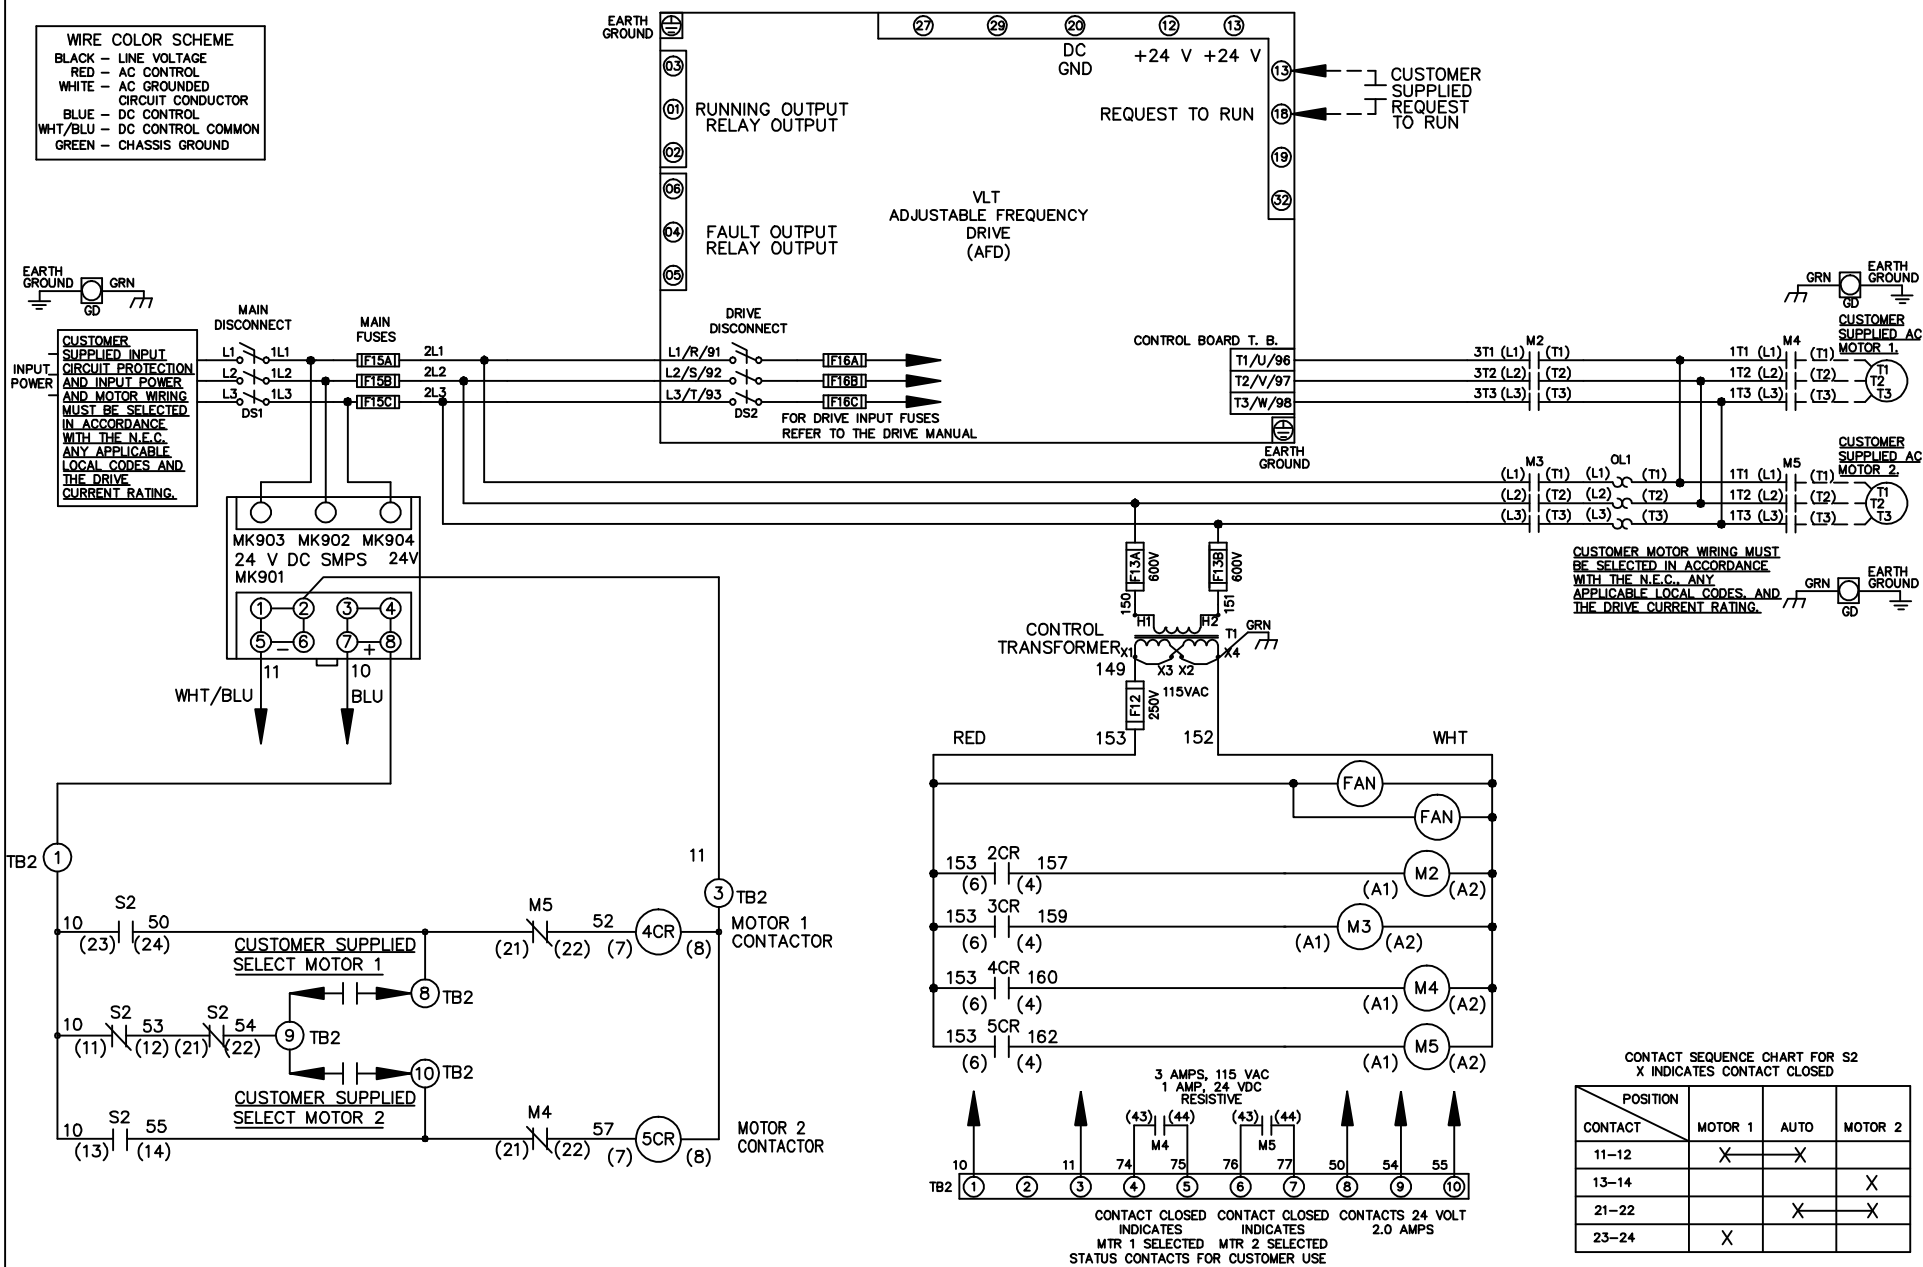 WIRE COLOR SCHEME
BLACK – LINE VOLTAGE
RED – AC CONTROL
WHITE – AC GROUNDED
CIRCUIT CONDUCTOR
BLUE – DC CONTROL
WHT/BLU – DC CONTROL COMMON
GREEN – CHASSIS GROUND
EARTH
GROUND
27 29 20 12 13
DC
GND
+24 V +24 V
03
01
02
RUNNING OUTPUT
RELAY OUTPUT
06
04
05
FAULT OUTPUT
RELAY OUTPUT
VLT
ADJUSTABLE FREQUENCY
DRIVE
(AFD)
REQUEST TO RUN
13
18
19
32
CUSTOMER
SUPPLIED
REQUEST
TO RUN
EARTH
GROUND
GRN
GD
INPUT
POWER
CUSTOMER
SUPPLIED INPUT
CIRCUIT PROTECTION
AND INPUT POWER
AND MOTOR WIRING
MUST BE SELECTED
IN ACCORDANCE
WITH THE N.E.C.
ANY APPLICABLE
LOCAL CODES AND
THE DRIVE
CURRENT RATING.
MAIN
DISCONNECT
L1 1L1
L2 1L2
L3 1L3
DS1
MAIN
FUSES
F15A 2L1
F15B 2L2
F15C 2L3
DRIVE
DISCONNECT
L1/R/91
L2/S/92
L3/T/93
DS2
F16A
F16B
F16C
FOR DRIVE INPUT FUSES
REFER TO THE DRIVE MANUAL
CONTROL BOARD T. B.
T1/U/96
T2/V/97
T3/W/98
EARTH
GROUND
M2
3T1 (L1) (T1)
3T2 (L2) (T2)
3T3 (L3) (T3)
M4
1T1 (L1) (T1)
1T2 (L2) (T2)
1T3 (L3) (T3)
T1
T2
T3
GRN
GD
EARTH
GROUND
CUSTOMER
SUPPLIED AC
MOTOR 1.
M3 OL1
(L1) (T1) (L1) (T1)
(L2) (T2) (L2) (T2)
(L3) (T3) (L3) (T3)
M5
1T1 (L1) (T1)
1T2 (L2) (T2)
1T3 (L3) (T3)
T1
T2
T3
CUSTOMER
SUPPLIED AC
MOTOR 2.
CUSTOMER MOTOR WIRING MUST
BE SELECTED IN ACCORDANCE
WITH THE N.E.C., ANY
APPLICABLE LOCAL CODES, AND
THE DRIVE CURRENT RATING.
GRN
GD
EARTH
GROUND
MK903 MK902 MK904
24 V DC SMPS 24V
MK901
1 2 3 4
5 – 6 7 + 8
11 10
WHT/BLU BLU
F13A 600V
F13B 600V
150 151
H1 H2
CONTROL
TRANSFORMER
T1
GRN
X1 X3 X2 X4
149
115VAC
F12 250V
153 152
RED WHT
FAN
FAN
153 2CR 157
(6) (4)
(A1) M2 (A2)
153 3CR 159
(6) (4)
(A1) M3 (A2)
153 4CR 160
(6) (4)
(A1) M4 (A2)
153 5CR 162
(6) (4)
(A1) M5 (A2)
TB2 1
11
3 TB2
10 S2 50
(23) (24)
M5 52
(21) (22) (7) 4CR (8)
MOTOR 1
CONTACTOR
CUSTOMER SUPPLIED
SELECT MOTOR 1
8 TB2
10 S2 53 S2 54
(11) (12) (21) (22)
9 TB2
10 TB2
CUSTOMER SUPPLIED
SELECT MOTOR 2
10 S2 55
(13) (14)
M4 57
(21) (22) (7) 5CR (8)
MOTOR 2
CONTACTOR
3 AMPS, 115 VAC
1 AMP, 24 VDC
RESISTIVE
(43) (44) (43) (44)
M4 M5
10 11 74 75 76 77 50 54 55
TB2 1 2 3 4 5 6 7 8 9 10
CONTACT CLOSED
INDICATES
MTR 1 SELECTED
CONTACT CLOSED
INDICATES
MTR 2 SELECTED
STATUS CONTACTS FOR CUSTOMER USE
CONTACTS 24 VOLT
2.0 AMPS
CONTACT SEQUENCE CHART FOR S2
X INDICATES CONTACT CLOSED
POSITION
CONTACT MOTOR 1 AUTO MOTOR 2
11–12 X X
13–14 X
21–22 X X
23–24 X